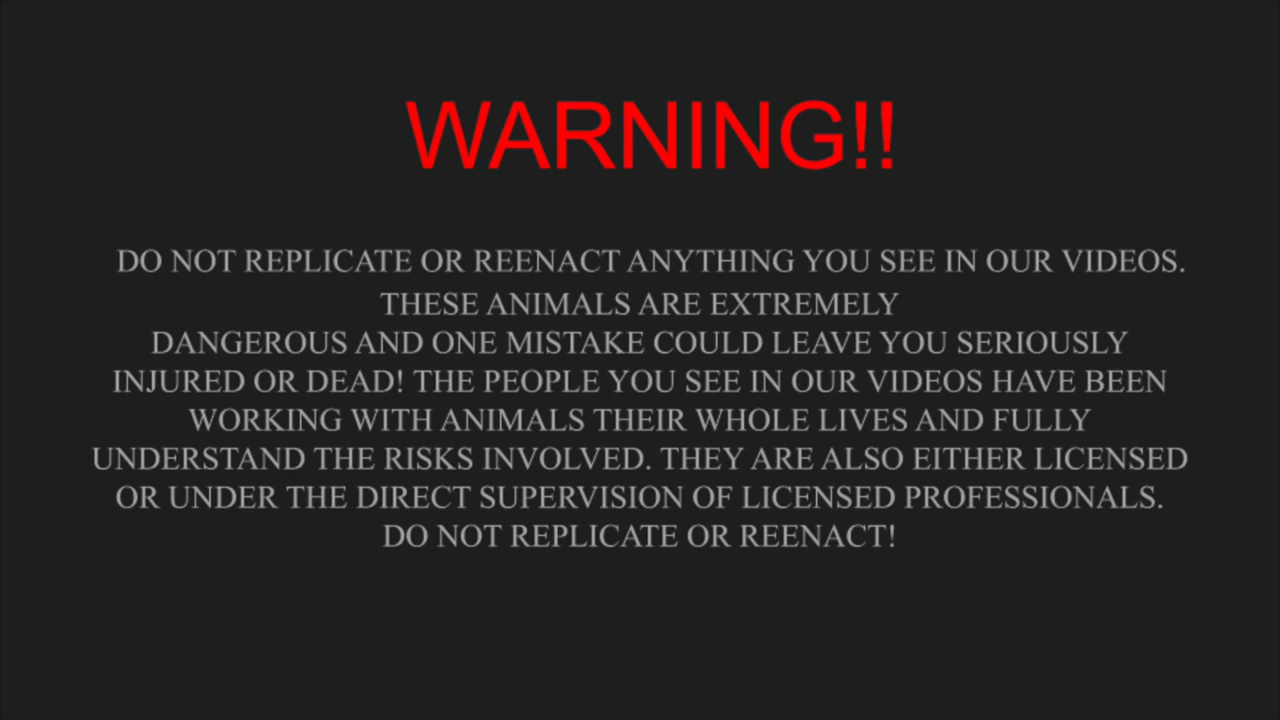 WARNING!!
DO NOT REPLICATE OR REENACT ANYTHING YOU SEE IN OUR VIDEOS.
THESE ANIMALS ARE EXTREMELY
DANGEROUS AND ONE MISTAKE COULD LEAVE YOU SERIOUSLY
INJURED OR DEAD! THE PEOPLE YOU SEE IN OUR VIDEOS HAVE BEEN
WORKING WITH ANIMALS THEIR WHOLE LIVES AND FULLY
UNDERSTAND THE RISKS INVOLVED. THEY ARE ALSO EITHER LICENSED
OR UNDER THE DIRECT SUPERVISION OF LICENSED PROFESSIONALS.
DO NOT REPLICATE OR REENACT!